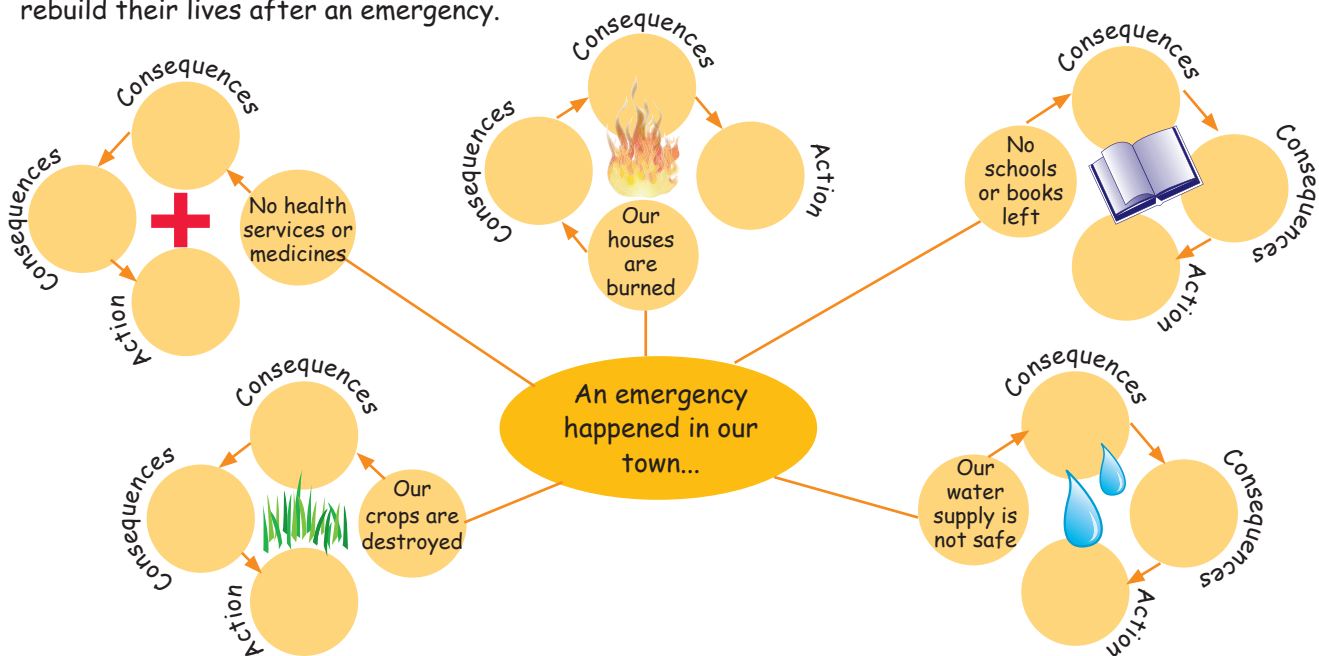 rebuild their lives after an emergency.
Consequences
Consequences
No health
services or
medicines
Action
Consequences
Consequences
Action
Our
houses
are
burned
Consequences
No
schools
or books
left
Consequences
Action
An emergency
happened in our
town...
Consequences
Consequences
Our
crops are
destroyed
Action
Consequences
Our
water
supply is
not safe
Consequences
Action